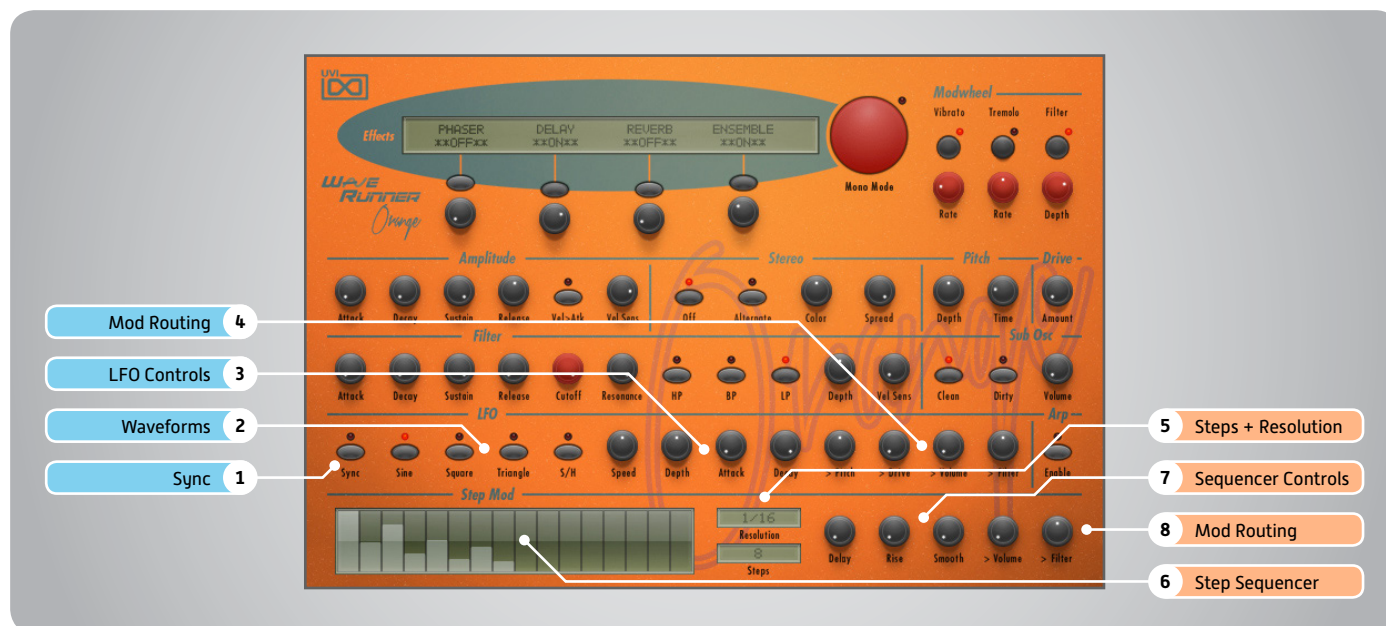 UVI
Effects
PHASER DELAY REVERB ENSEMBLE
**OFF** **ON** **OFF** **ON**
WAVE
RUNNER
Orange
Mono Mode
Modwheel
Vibrato Tremolo Filter
Rate Rate Depth
Amplitude Stereo Pitch Drive
Attack Decay Sustain Release Vel>Atk Vel Sens Off Alternate Color Spread Depth Time Amount
Filter Sub Osc
Attack Decay Sustain Release Cutoff Resonance HP BP LP Depth Vel Sens Clean Dirty Volume
LFO Arp
Sync Sine Square Triangle S/H Speed Depth Attack Decay > Pitch > Drive > Volume > Filter Enable
Step Mod
1/16
Resolution
8
Steps
Delay Rise Smooth > Volume > Filter
Mod Routing 4
LFO Controls 3
Waveforms 2
Sync 1
5 Steps + Resolution
7 Sequencer Controls
8 Mod Routing
6 Step Sequencer